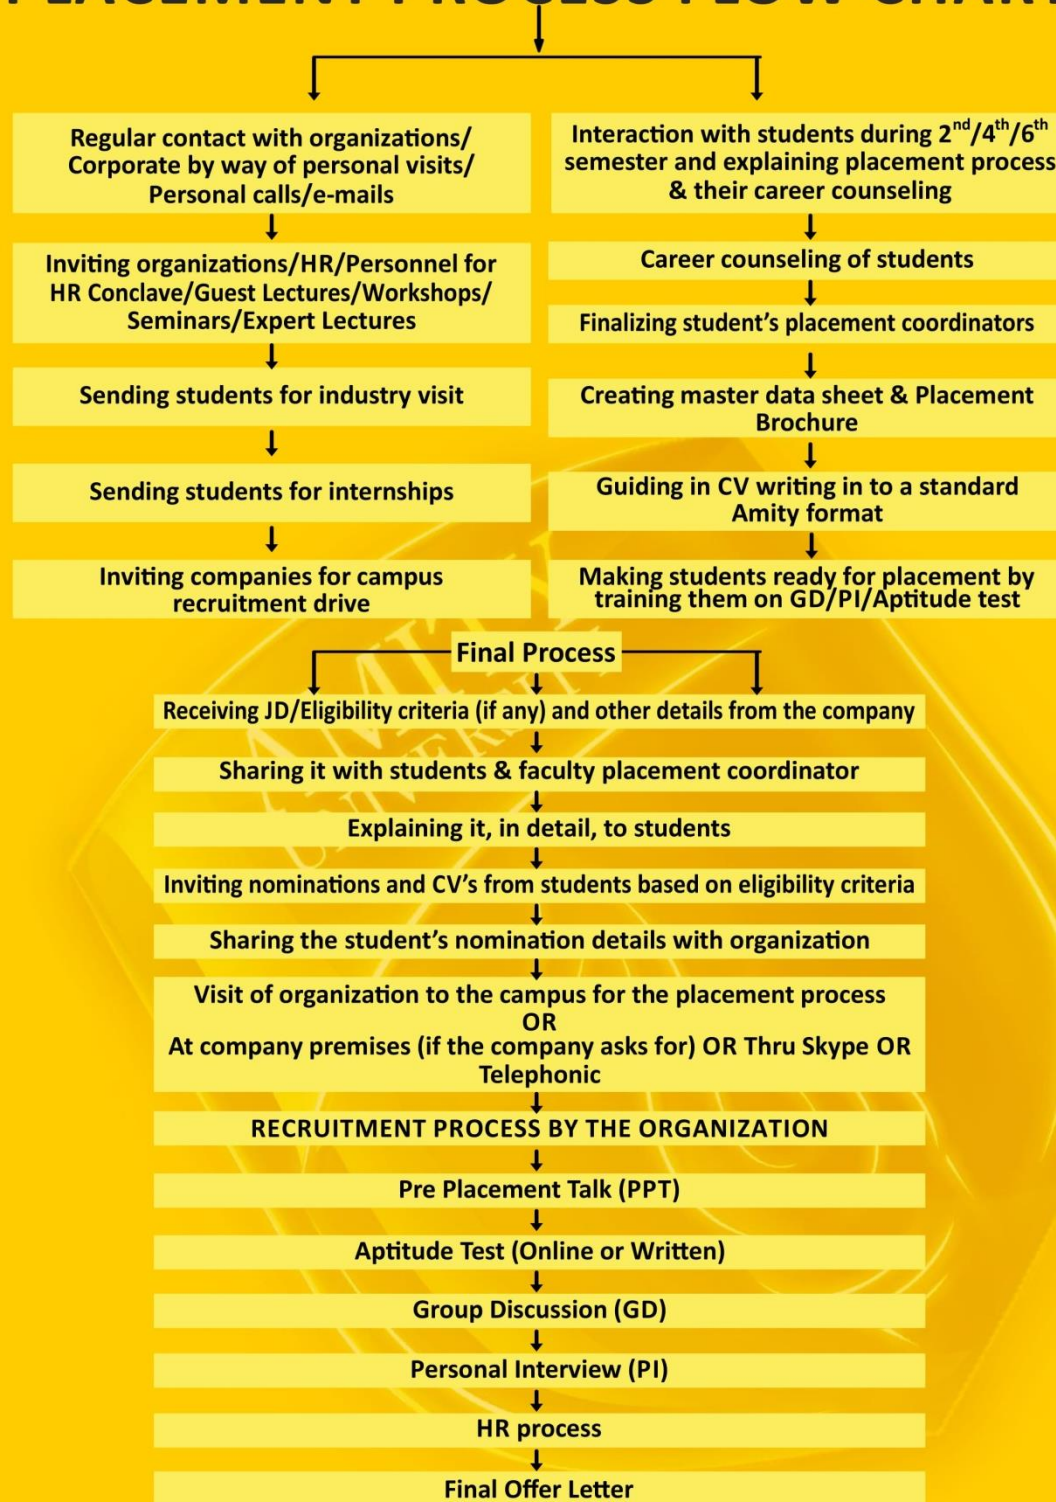 PLACEMENT PROCESS FLOW CHART
Regular contact with organizations/
Corporate by way of personal visits/
Personal calls/e-mails
Inviting organizations/HR/Personnel for
HR Conclave/Guest Lectures/Workshops/
Seminars/Expert Lectures
Sending students for industry visit
Sending students for internships
Inviting companies for campus
recruitment drive
Interaction with students during 2nd/4th/6th
semester and explaining placement process
& their career counseling
Career counseling of students
Finalizing student’s placement coordinators
Creating master data sheet & Placement
Brochure
Guiding in CV writing in to a standard
Amity format
Making students ready for placement by
training them on GD/PI/Aptitude test
Final Process
Receiving JD/Eligibility criteria (if any) and other details from the company
Sharing it with students & faculty placement coordinator
Explaining it, in detail, to students
Inviting nominations and CV’s from students based on eligibility criteria
Sharing the student’s nomination details with organization
Visit of organization to the campus for the placement process
OR
At company premises (if the company asks for) OR Thru Skype OR
Telephonic
RECRUITMENT PROCESS BY THE ORGANIZATION
Pre Placement Talk (PPT)
Aptitude Test (Online or Written)
Group Discussion (GD)
Personal Interview (PI)
HR process
Final Offer Letter
AMITY
UNIVERSITY